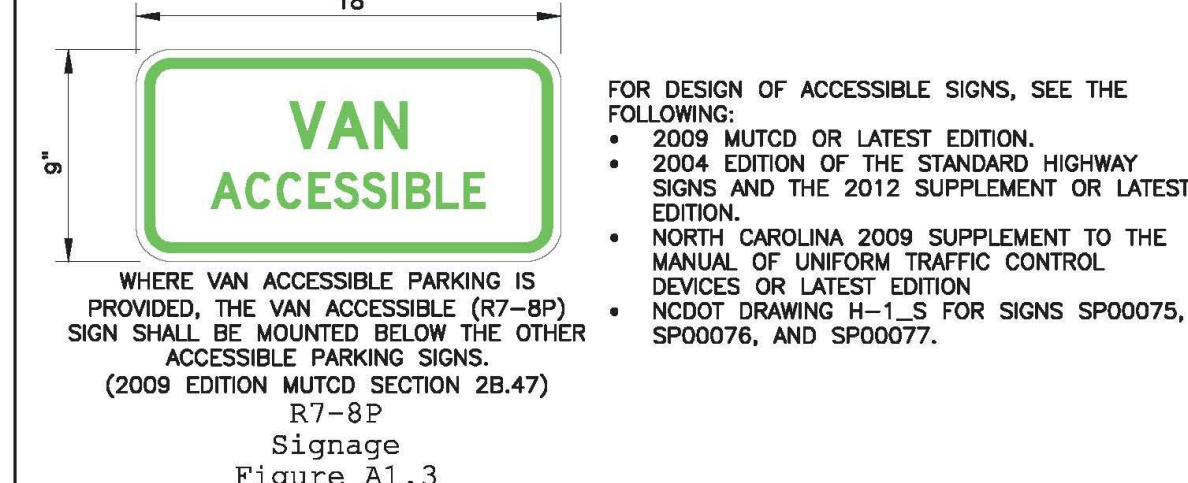 18"
9"
VAN
ACCESSIBLE
WHERE VAN ACCESSIBLE PARKING IS
PROVIDED, THE VAN ACCESSIBLE (R7-8P)
SIGN SHALL BE MOUNTED BELOW THE OTHER
ACCESSIBLE PARKING SIGNS.
(2009 EDITION MUTCD SECTION 2B.47)
R7-8P
Signage
Figure A1.3
FOR DESIGN OF ACCESSIBLE SIGNS, SEE THE
FOLLOWING:
• 2009 MUTCD OR LATEST EDITION.
• 2004 EDITION OF THE STANDARD HIGHWAY
SIGNS AND THE 2012 SUPPLEMENT OR LATEST
EDITION.
• NORTH CAROLINA 2009 SUPPLEMENT TO THE
MANUAL OF UNIFORM TRAFFIC CONTROL
DEVICES OR LATEST EDITION
• NCDOT DRAWING H-1_S FOR SIGNS SP00075,
SP00076, AND SP00077.